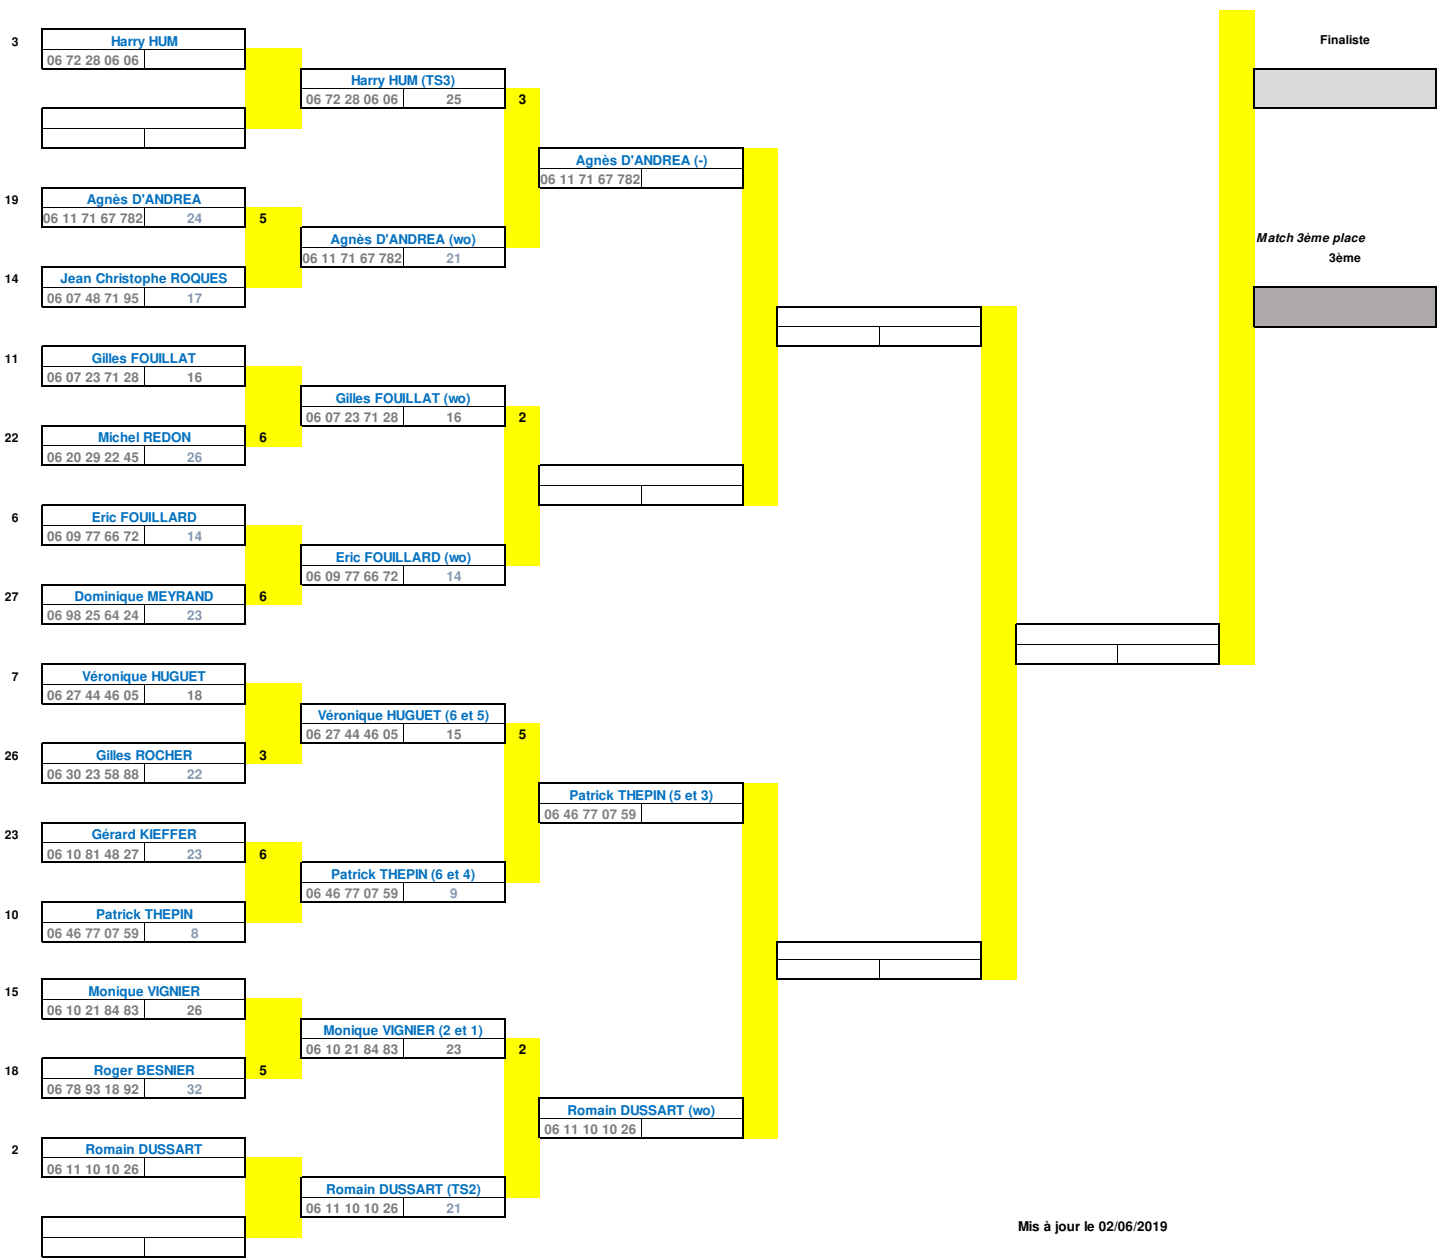 3 Harry HUM
06 72 28 06 06
19 Agnès D'ANDREA
06 11 71 67 782 24 5
14 Jean Christophe ROQUES
06 07 48 71 95 17
11 Gilles FOUILLAT
06 07 23 71 28 16
22 Michel REDON 6
06 20 29 22 45 26
6 Eric FOUILLARD
06 09 77 66 72 14
27 Dominique MEYRAND 6
06 98 25 64 24 23
7 Véronique HUGUET
06 27 44 46 05 18
26 Gilles ROCHER 3
06 30 23 58 88 22
23 Gérard KIEFFER
06 10 81 48 27 23 6
10 Patrick THEPIN
06 46 77 07 59 8
15 Monique VIGNIER
06 10 21 84 83 26
18 Roger BESNIER 5
06 78 93 18 92 32
2 Romain DUSSART
06 11 10 10 26
Harry HUM (TS3)
06 72 28 06 06 25 3
Agnès D'ANDREA (wo)
06 11 71 67 782 21
Gilles FOUILLAT (wo)
06 07 23 71 28 16 2
Eric FOUILLARD (wo)
06 09 77 66 72 14
Véronique HUGUET (6 et 5)
06 27 44 46 05 15 5
Patrick THEPIN (6 et 4)
06 46 77 07 59 9
Monique VIGNIER (2 et 1)
06 10 21 84 83 23 2
Romain DUSSART (TS2)
06 11 10 10 26 21
Agnès D'ANDREA (-)
06 11 71 67 782
Patrick THEPIN (5 et 3)
06 46 77 07 59
Romain DUSSART (wo)
06 11 10 10 26
Finaliste
Match 3ème place
3ème
Mis à jour le 02/06/2019